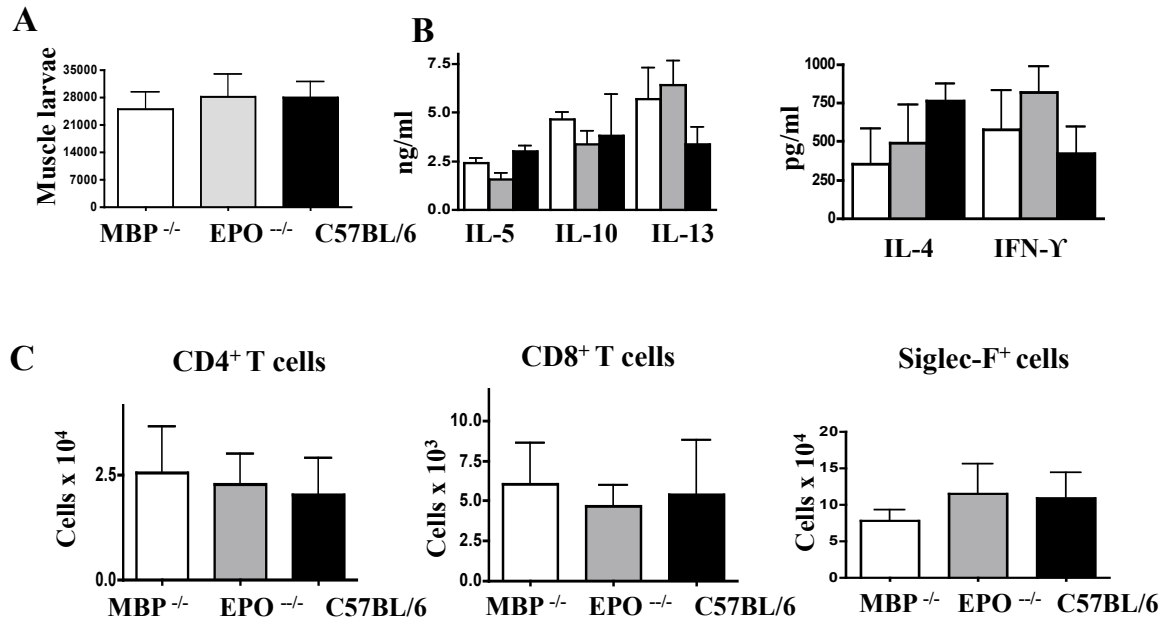 A
Muscle larvae
35000
28000
21000
14000
7000
0
MBP -/- EPO --/- C57BL/6
B
ng/ml
7.5
5.0
2.5
0.0
IL-5 IL-10 IL-13
pg/ml
1000
750
500
250
0
IL-4 IFN-ϒ
C
CD4+ T cells
Cells x 10⁴
2.5
0.0
MBP -/- EPO --/- C57BL/6
CD8+ T cells
Cells x 10³
10.0
7.5
5.0
2.5
0.0
MBP -/- EPO --/- C57BL/6
Siglec-F+ cells
Cells x 10⁴
20
15
10
5
0
MBP -/- EPO --/- C57BL/6